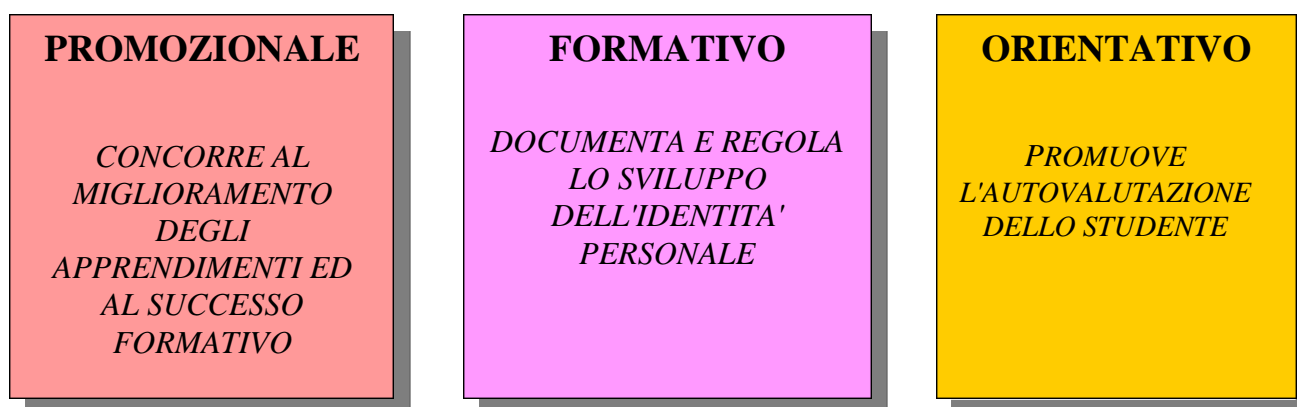 PROMOZIONALE
CONCORRE AL
MIGLIORAMENTO
DEGLI
APPRENDIMENTI ED
AL SUCCESSO
FORMATIVO
FORMATIVO
DOCUMENTA E REGOLA
LO SVILUPPO
DELL'IDENTITA'
PERSONALE
ORIENTATIVO
PROMUOVE
L'AUTOVALUTAZIONE
DELLO STUDENTE